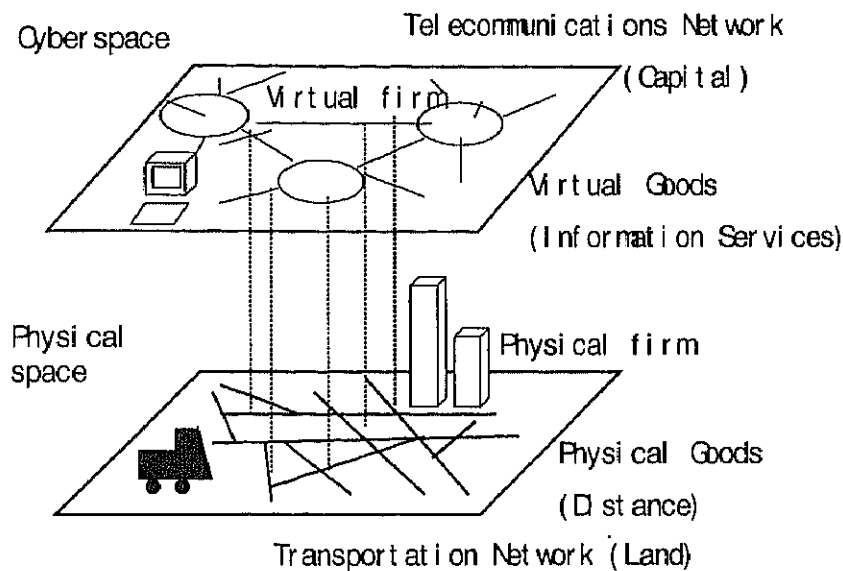 Cyber space
Telecommunications Network
(Capital)
Virtual firm
Virtual Goods
(Information Services)
Physical
space
Physical firm
Physical Goods
(Distance)
Transportation Network (Land)